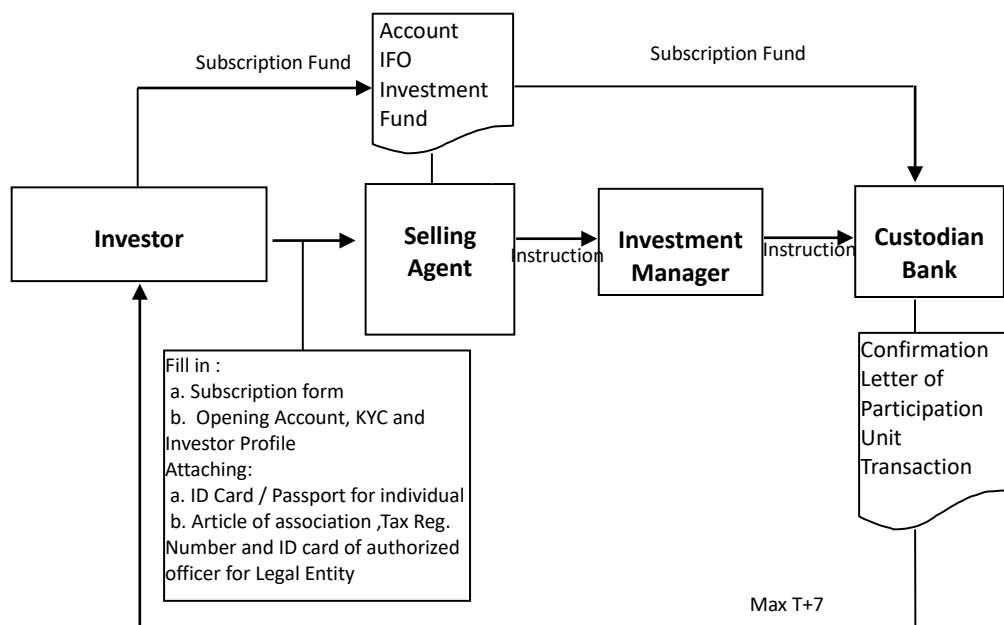 Subscription Fund
Account
IFO
Investment
Fund
Subscription Fund
Investor
Selling
Agent
Instruction
Investment
Manager
Instruction
Custodian
Bank
Fill in :
a. Subscription form
b. Opening Account, KYC and
Investor Profile
Attaching:
a. ID Card / Passport for individual
b. Article of association ,Tax Reg.
Number and ID card of authorized
officer for Legal Entity
Confirmation
Letter of
Participation
Unit
Transaction
Max T+7